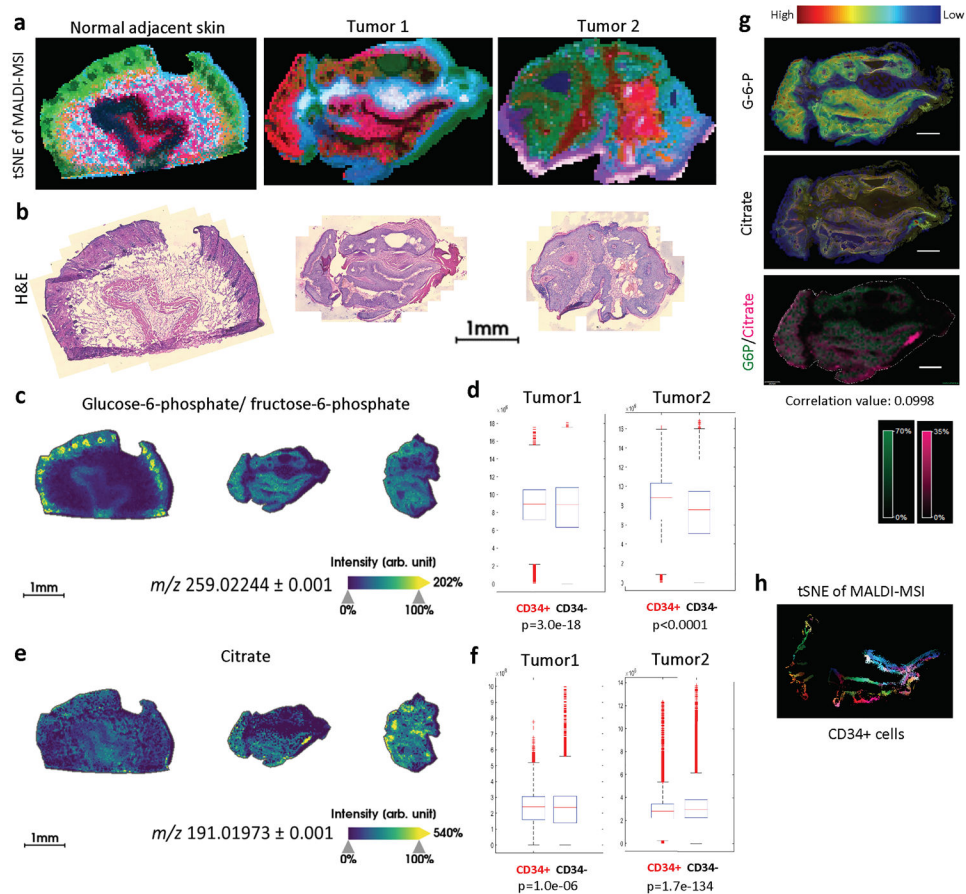 a
Normal adjacent skin
Tumor 1
Tumor 2
tSNE of MALDI-MSI
b
H&E
1mm
c
Glucose-6-phosphate/ fructose-6-phosphate
1mm
m/z 259.02244 ± 0.001
Intensity (arb. unit)
202%
0%
100%
d
Tumor1
Tumor2
CD34+ CD34-
p=3.0e-18
CD34+ CD34-
p<0.0001
e
Citrate
1mm
m/z 191.01973 ± 0.001
Intensity (arb. unit)
540%
0%
100%
f
Tumor1
Tumor2
CD34+ CD34-
p=1.0e-06
CD34+ CD34-
p=1.7e-134
g
High
Low
G-6-P
Citrate
G6P/Citrate
Correlation value: 0.0998
70%
35%
0%
0%
h
tSNE of MALDI-MSI
CD34+ cells